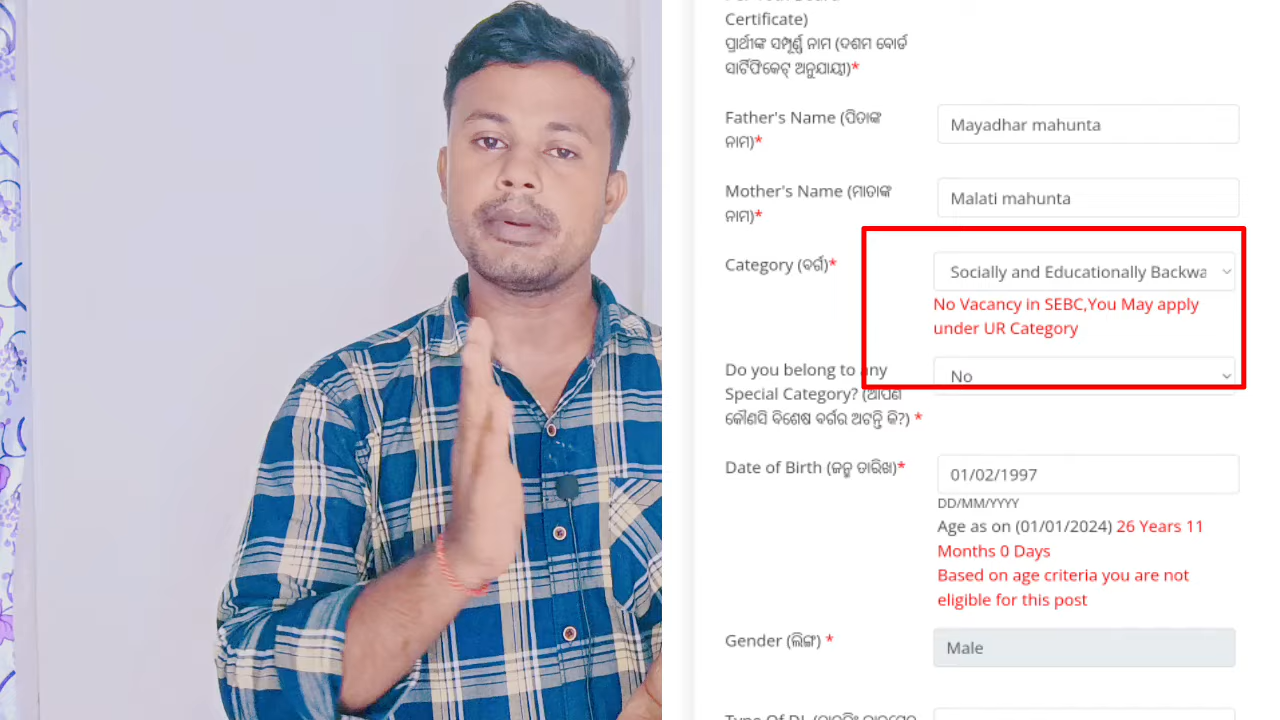 Certificate)
ପ୍ରାର୍ଥୀଙ୍କ ସମ୍ପୂର୍ଣ୍ଣ ନାମ (ଦଶମ ବୋର୍ଡ
ସାର୍ଟିଫିକେଟ୍ ଅନୁଯାୟୀ)*
Father's Name (ପିତାଙ୍କ
ନାମ)*
Mayadhar mahunta
Mother's Name (ମାତାଙ୍କ
ନାମ)*
Malati mahunta
Category (ବର୍ଗ)*
Socially and Educationally Backwa
No Vacancy in SEBC,You May apply
under UR Category
Do you belong to any
Special Category? (ଆପଣ
କୌଣସି ବିଶେଷ ବର୍ଗର ଅଟନ୍ତି କି?) *
No
Date of Birth (ଜନ୍ମ ତାରିଖ)*
01/02/1997
DD/MM/YYYY
Age as on (01/01/2024) 26 Years 11
Months 0 Days
Based on age criteria you are not
eligible for this post
Gender (ଲିଙ୍ଗ) *
Male